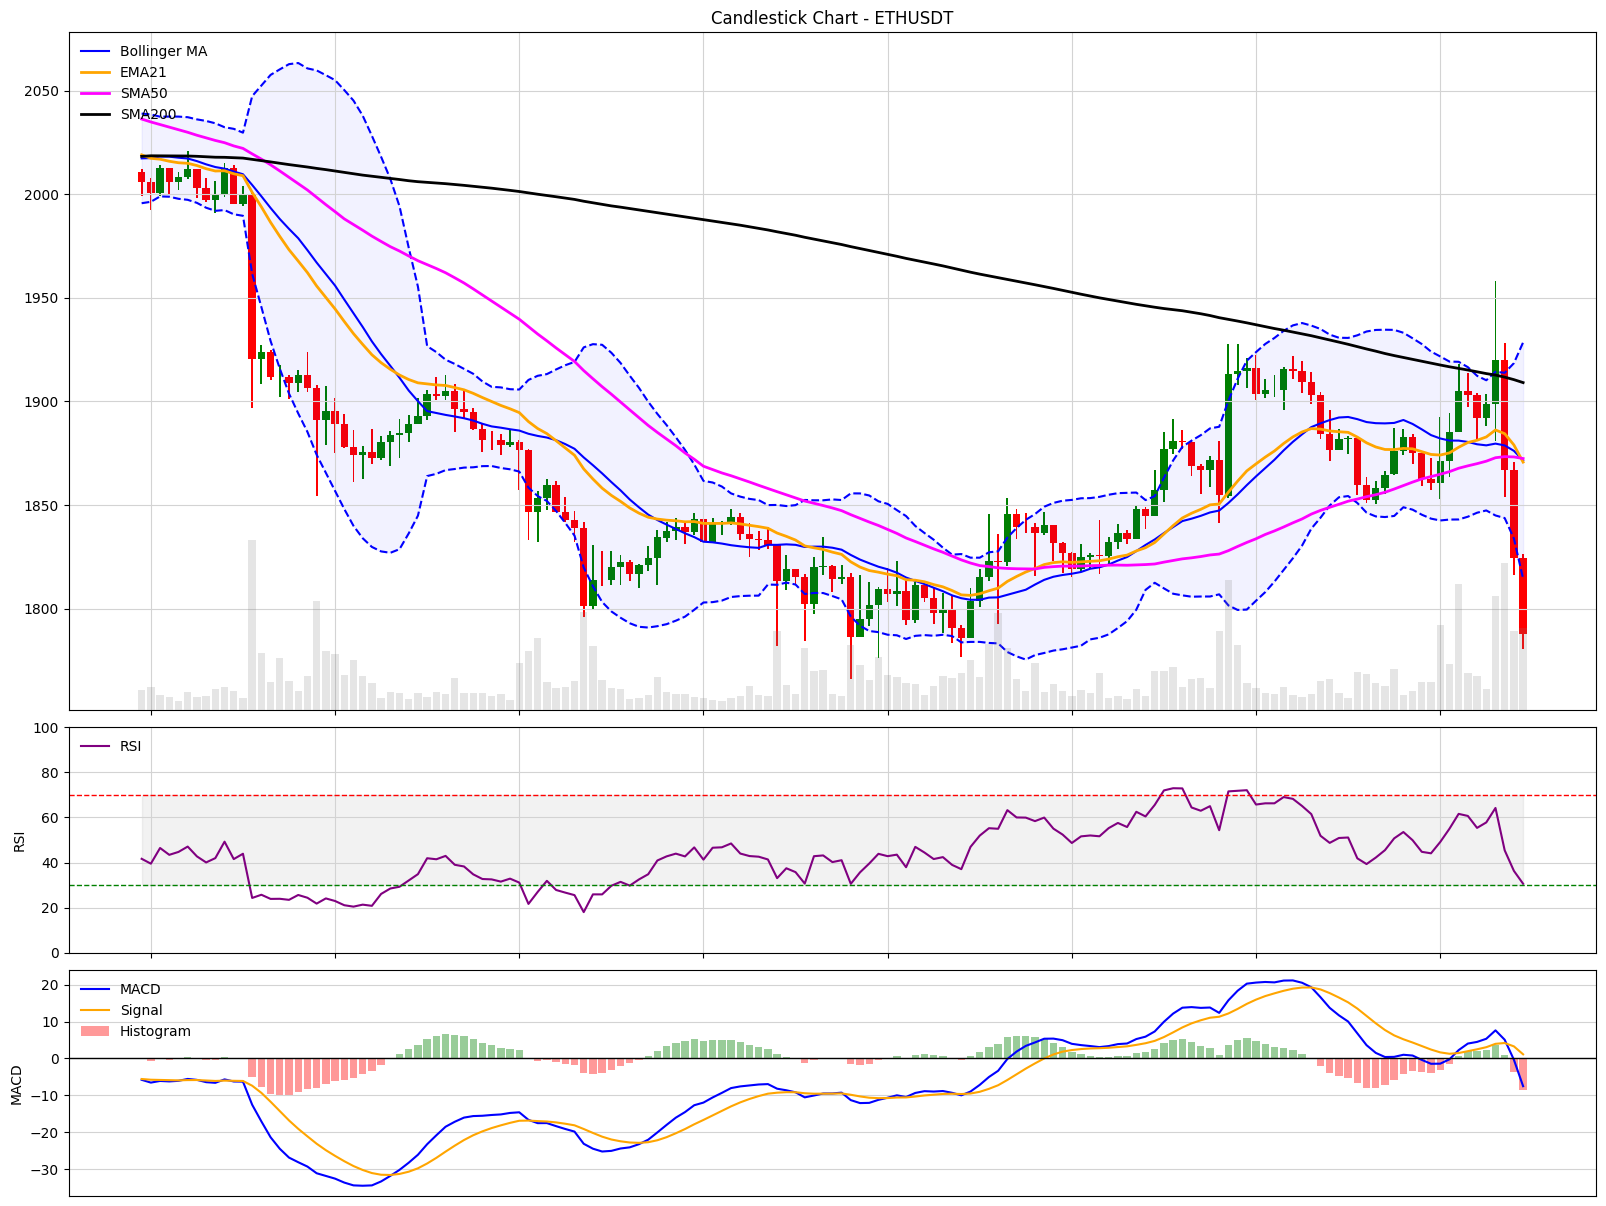 Candlestick Chart - ETHUSDT
Bollinger MA
EMA21
SMA50
SMA200
2050
2000
1950
1900
1850
1800
RSI
100
80
60
40
20
0
RSI
MACD
Signal
Histogram
20
10
0
−10
−20
−30
MACD